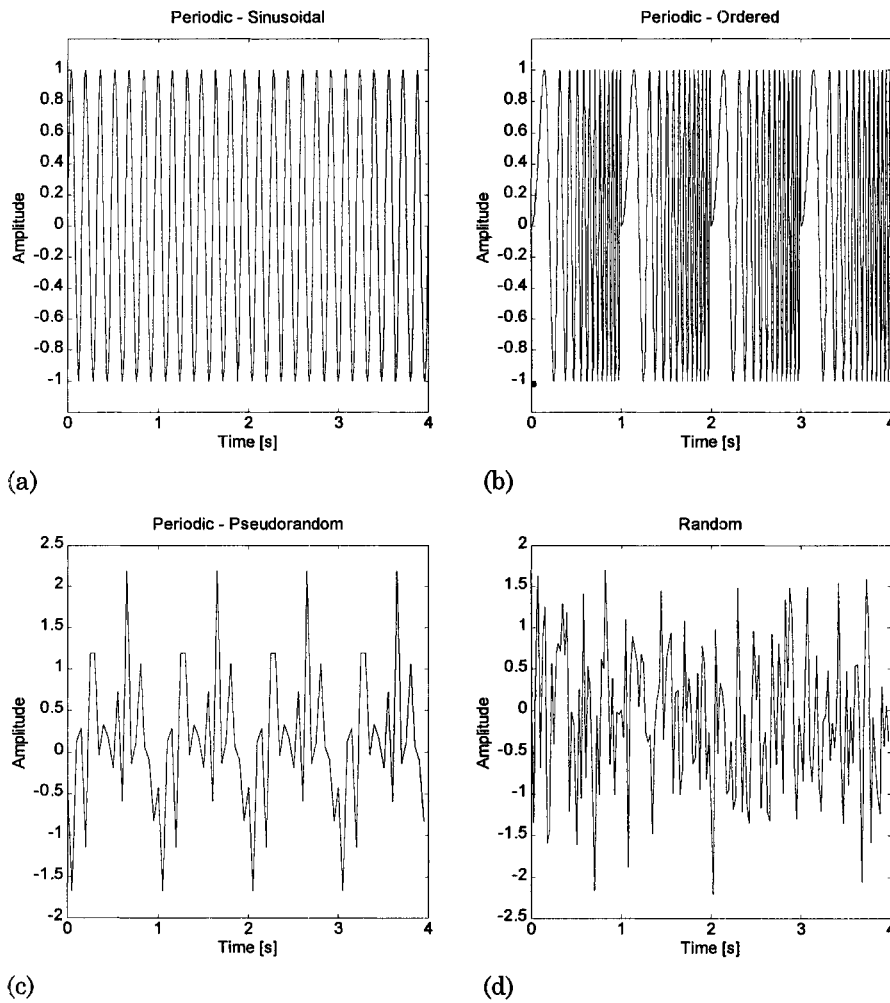 Periodic - Sinusoidal
1
0.8
0.6
0.4
0.2
0
-0.2
-0.4
-0.6
-0.8
-1
Amplitude
0 1 2 3 4
Time [s]
(a)
Periodic - Ordered
1
0.8
0.6
0.4
0.2
0
-0.2
-0.4
-0.6
-0.8
-1
Amplitude
0 1 2 3 4
Time [s]
(b)
Periodic - Pseudorandom
2.5
2
1.5
1
0.5
0
-0.5
-1
-1.5
-2
Amplitude
0 1 2 3 4
Time [s]
(c)
Random
2
1.5
1
0.5
0
-0.5
-1
-1.5
-2
-2.5
Amplitude
0 1 2 3 4
Time [s]
(d)